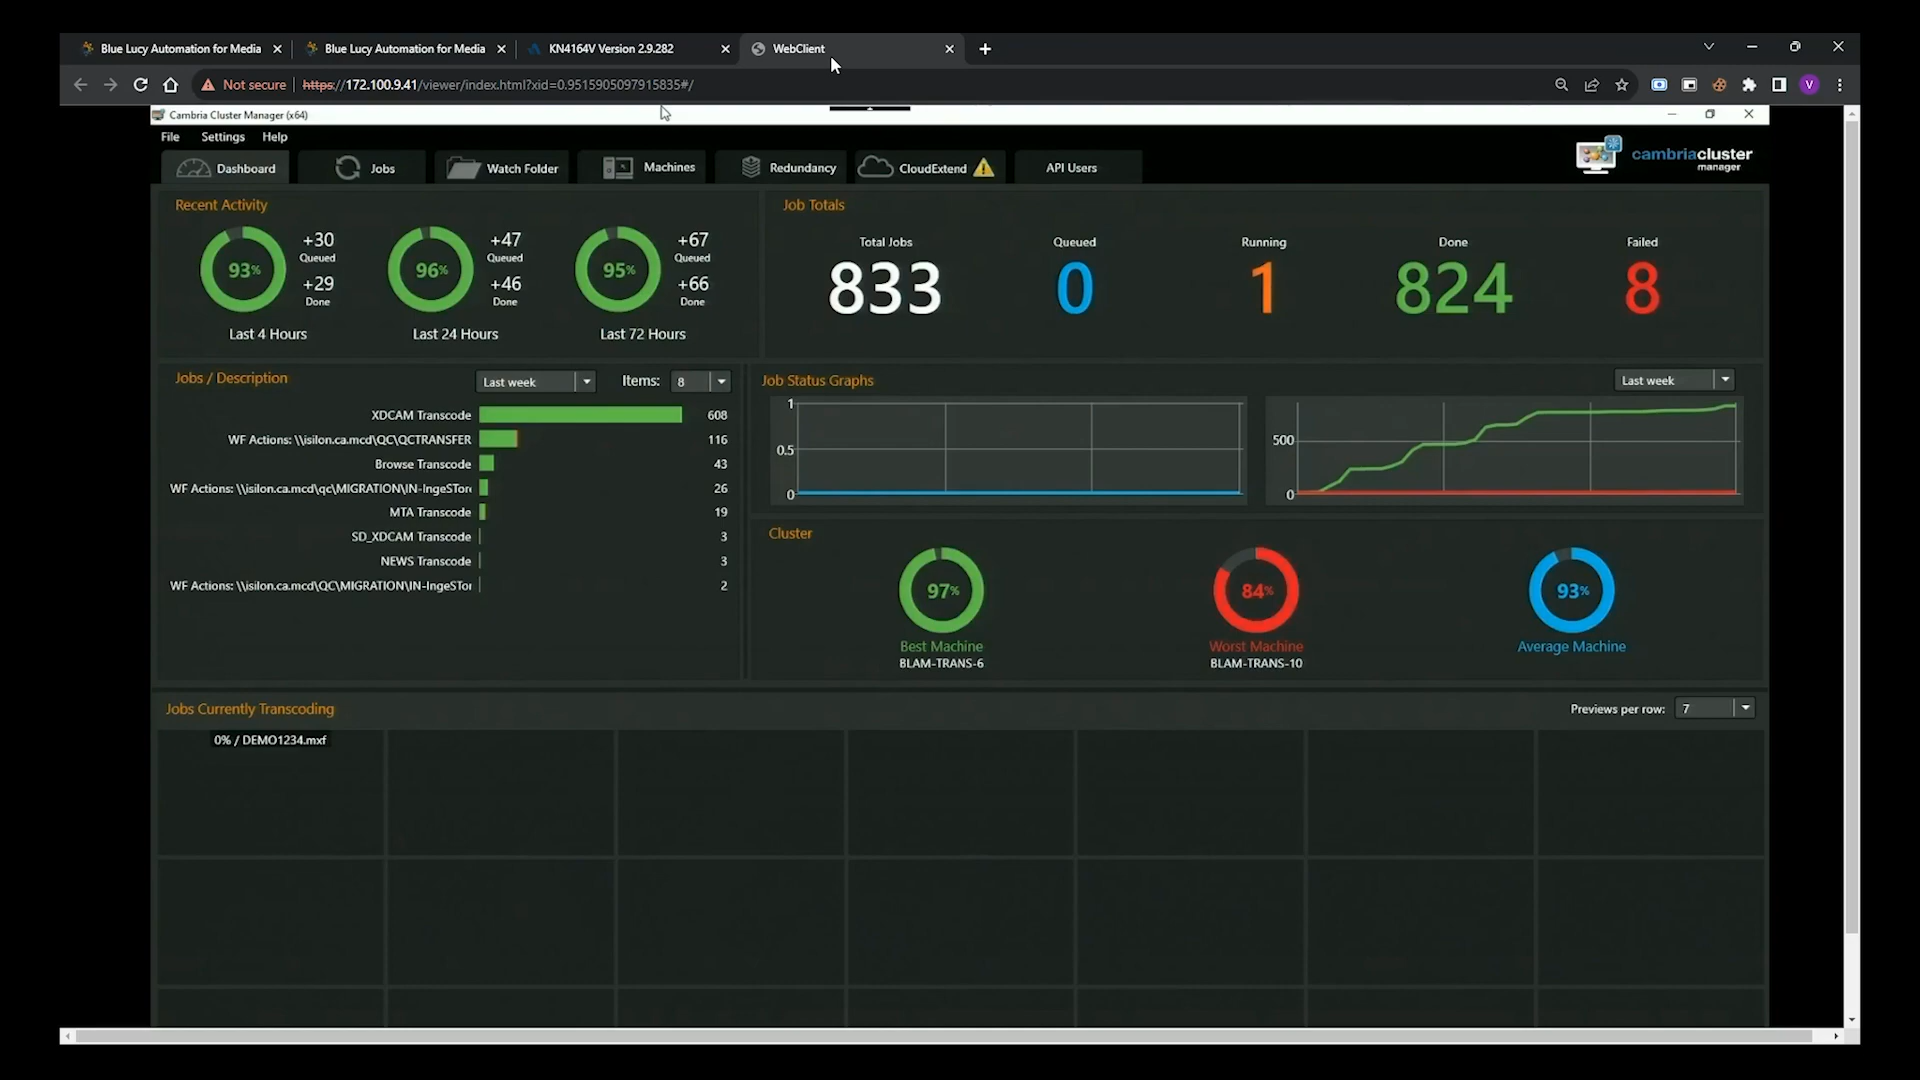 Blue Lucy Automation for Media
Blue Lucy Automation for Media
KN4164V Version 2.9.282
WebClient
Not secure
https://172.100.9.41/viewer/index.html?xid=0.9515905097915835#/
V
Cambria Cluster Manager (x64)
File Settings Help
Dashboard
Jobs
Watch Folder
Machines
Redundancy
CloudExtend
API Users
cambriacluster
manager
Recent Activity
93%
+30
Queued
+29
Done
Last 4 Hours
96%
+47
Queued
+46
Done
Last 24 Hours
95%
+67
Queued
+66
Done
Last 72 Hours
Job Totals
Total Jobs
833
Queued
0
Running
1
Done
824
Failed
8
Jobs / Description
Last week
Items: 8
XDCAM Transcode 608
WF Actions: \\isilon.ca.mcd\QC\QCTRANSFER 116
Browse Transcode 43
WF Actions: \\isilon.ca.mcd\qc\MIGRATION\IN-IngeSTor 26
MTA Transcode 19
SD_XDCAM Transcode 3
NEWS Transcode 3
WF Actions: \\isilon.ca.mcd\QC\MIGRATION\IN-IngeSTor 2
Job Status Graphs
Last week
1
0.5
0
500
0
Cluster
97%
Best Machine
BLAM-TRANS-6
84%
Worst Machine
BLAM-TRANS-10
93%
Average Machine
Jobs Currently Transcoding
Previews per row: 7
0% / DEMO1234.mxf